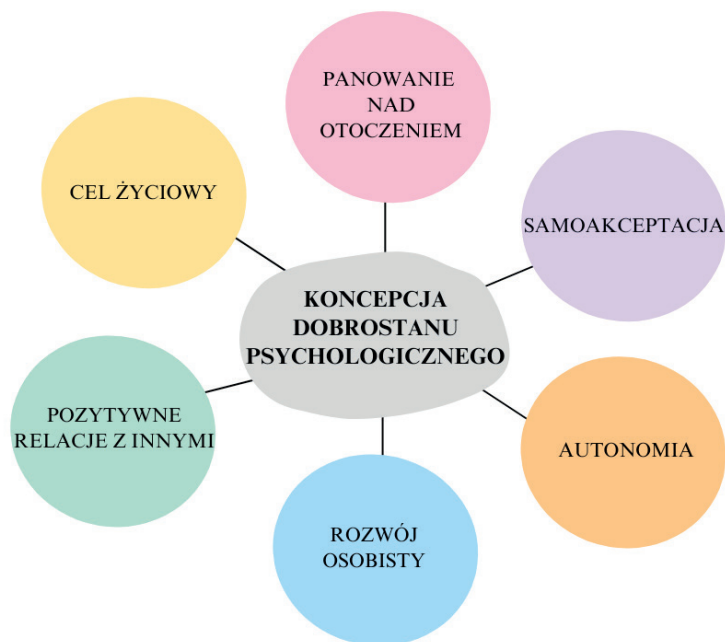 PANOWANIE
NAD
OTOCZENIEM
CEL ŻYCIOWY
SAMOAKCEPTACJA
KONCEPCJA
DOBROSTANU
PSYCHOLOGICZNEGO
POZYTYWNE
RELACJE Z INNYMI
AUTONOMIA
ROZWÓJ
OSOBISTY